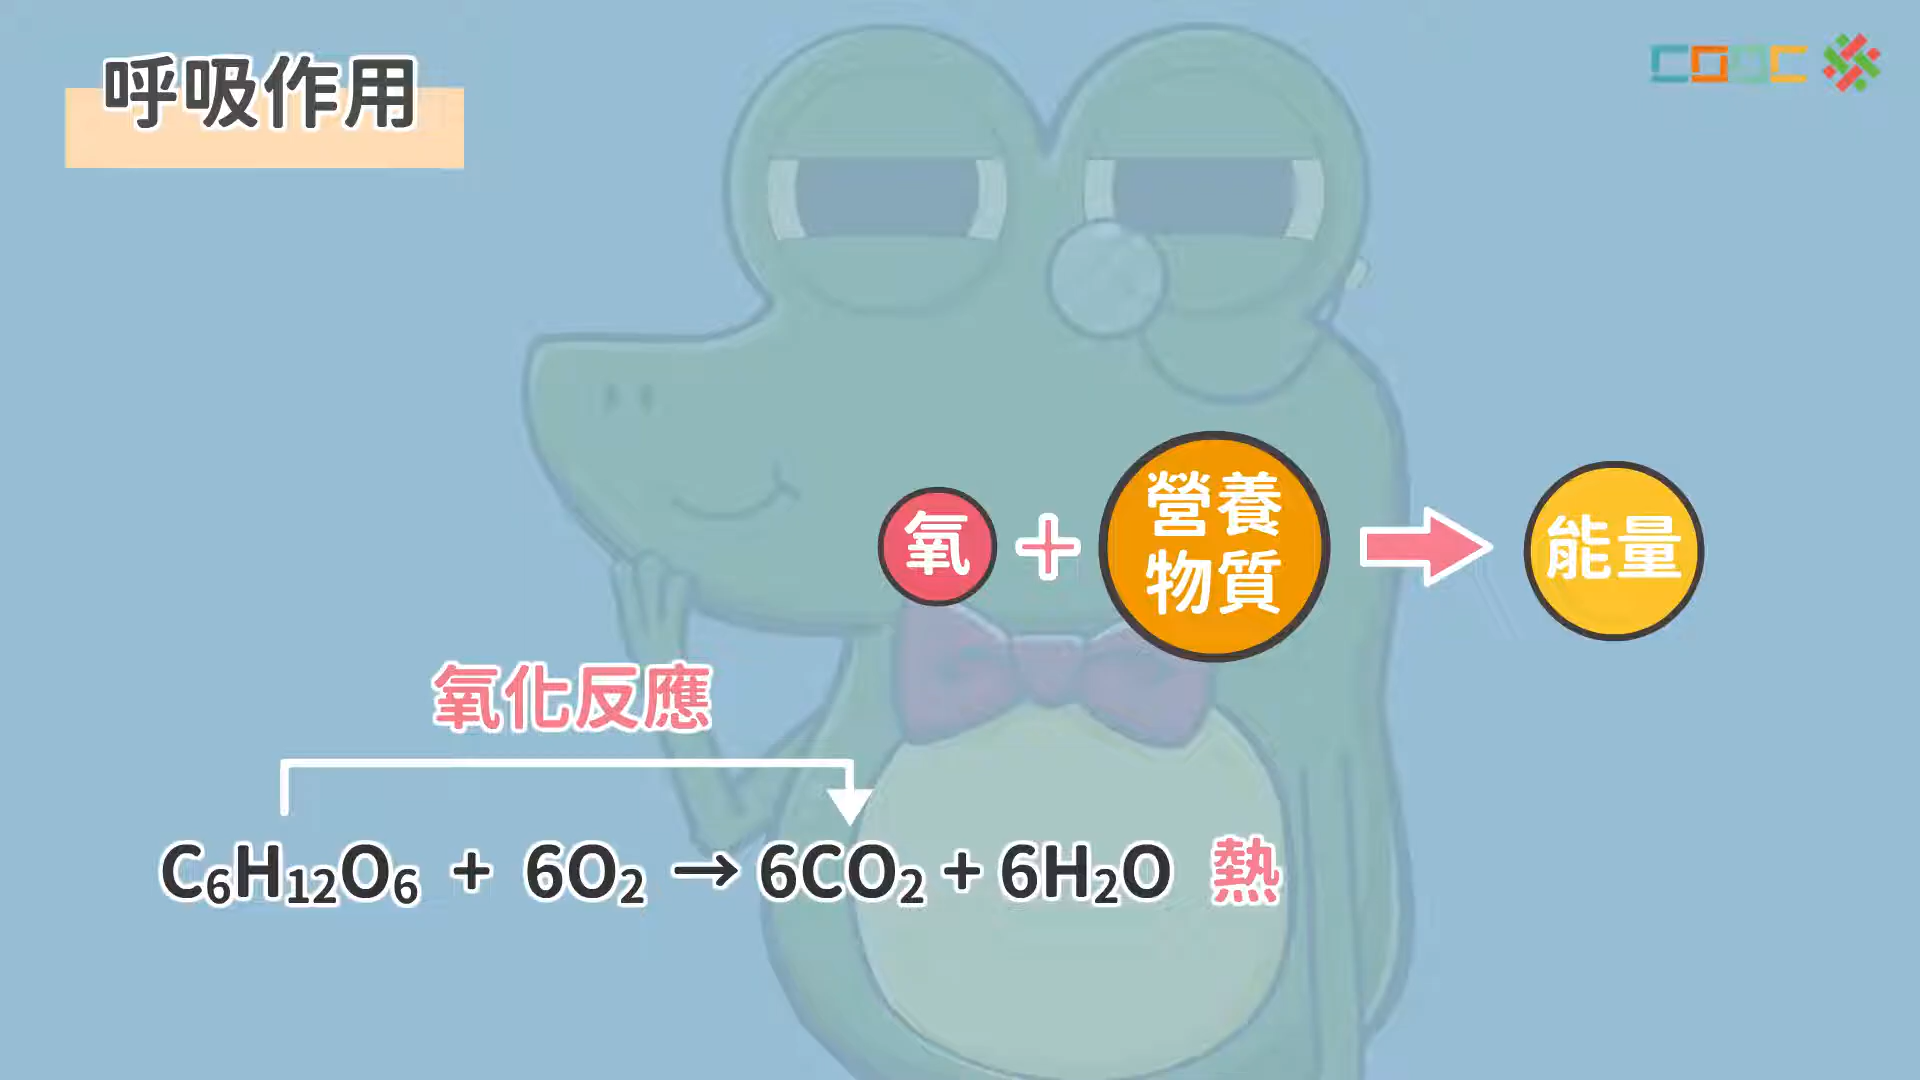 呼吸作用
COOC
氧 + 營養物質 能量
氧化反應
C₆H₁₂O₆ + 6O₂ → 6CO₂ + 6H₂O 熱